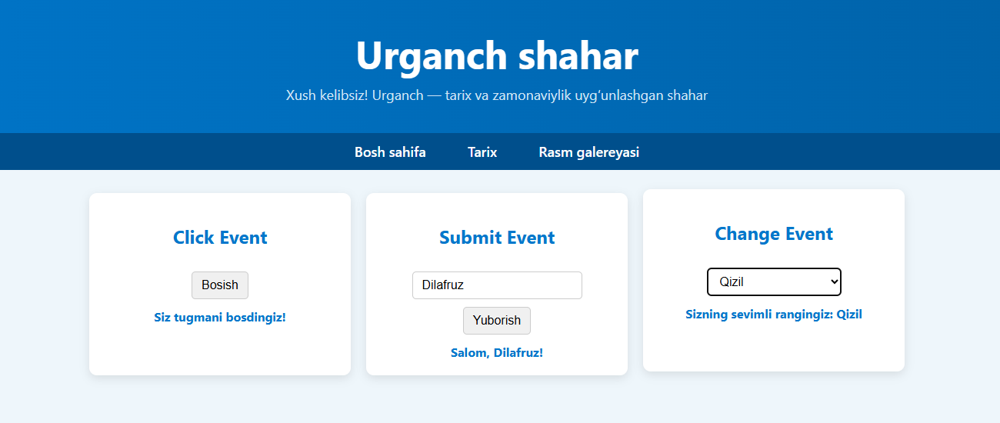 Urganch shahar
Xush kelibsiz! Urganch — tarix va zamonaviylik uyg‘unlashgan shahar
Bosh sahifa Tarix Rasm galereyasi
Click Event
Bosish
Siz tugmani bosdingiz!
Submit Event
Dilafruz
Yuborish
Salom, Dilafruz!
Change Event
Qizil
Sizning sevimli rangingiz: Qizil